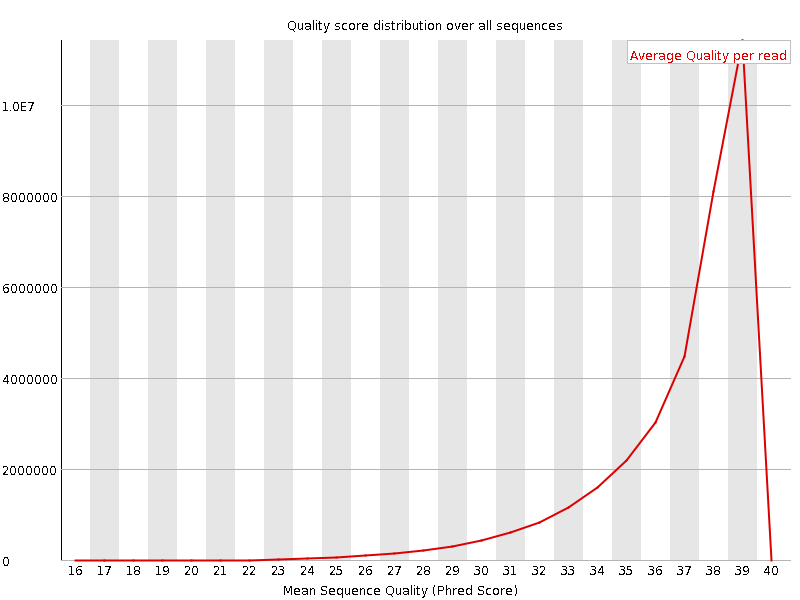 Quality score distribution over all sequences
Average Quality per read
1.0E7
8000000
6000000
4000000
2000000
0
16 17 18 19 20 21 22 23 24 25 26 27 28 29 30 31 32 33 34 35 36 37 38 39 40
Mean Sequence Quality (Phred Score)